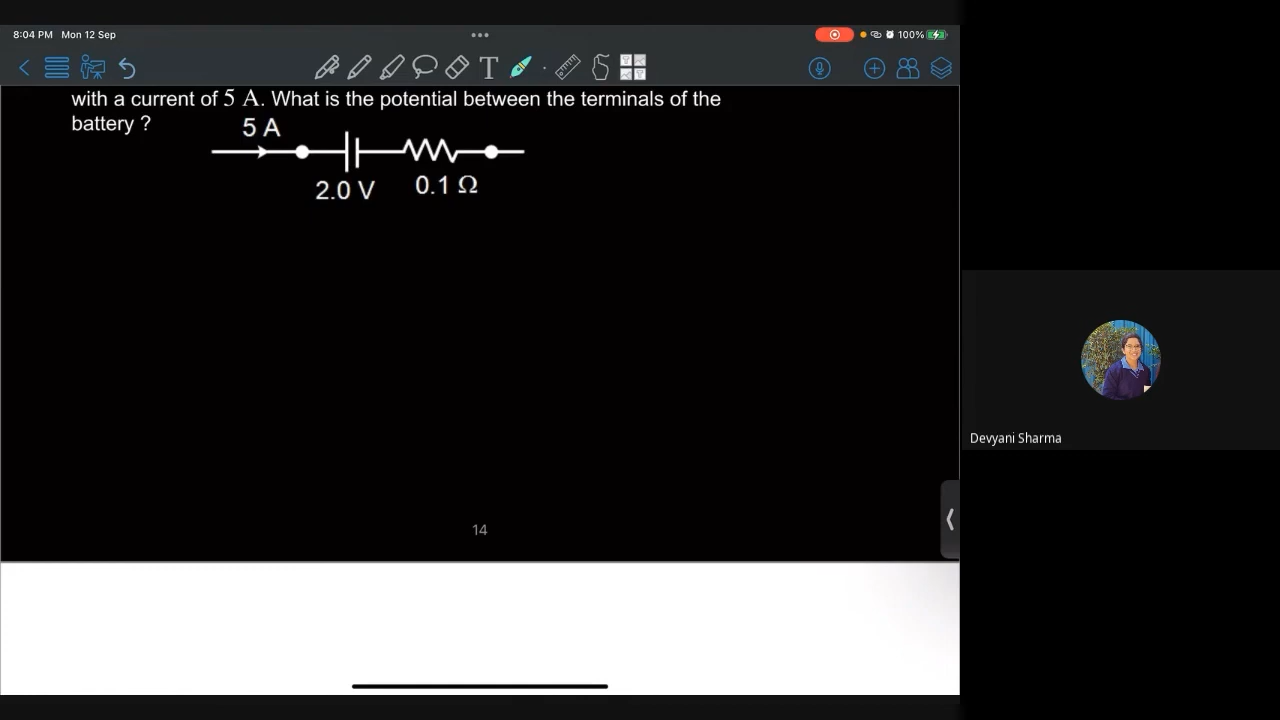 8:04 PM Mon 12 Sep
100%
T
with a current of 5 A. What is the potential between the terminals of the
battery ?
5 A
2.0 V
0.1 Ω
Devyani Sharma
14